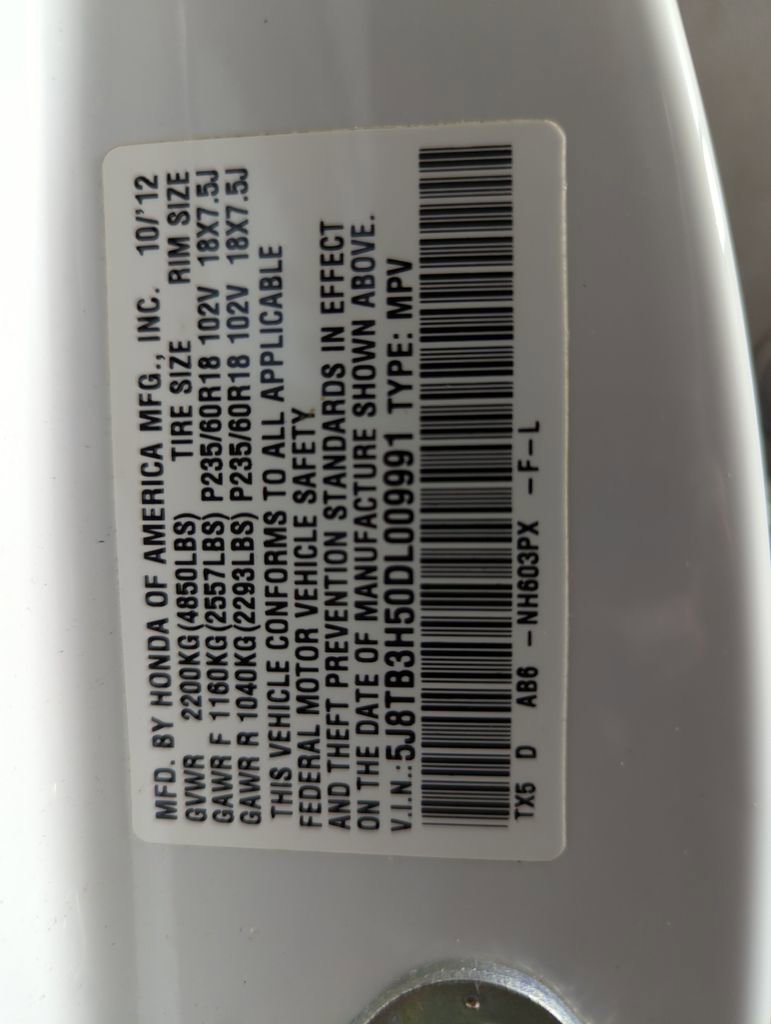 MFD. BY HONDA OF AMERICA MFG., INC. 10/'12
GVWR 2200KG(4850LBS) TIRE SIZE RIM SIZE
GAWR F 1160KG(2557LBS) P235/60R18 102V 18X7.5J
GAWR R 1040KG(2293LBS) P235/60R18 102V 18X7.5J
THIS VEHICLE CONFORMS TO ALL APPLICABLE
FEDERAL MOTOR VEHICLE SAFETY
AND THEFT PREVENTION STANDARDS IN EFFECT
ON THE DATE OF MANUFACTURE SHOWN ABOVE.
V.I.N.:5J8TB3H50DL009991 TYPE: MPV
TX5 D AB6 -NH603PX -F-L